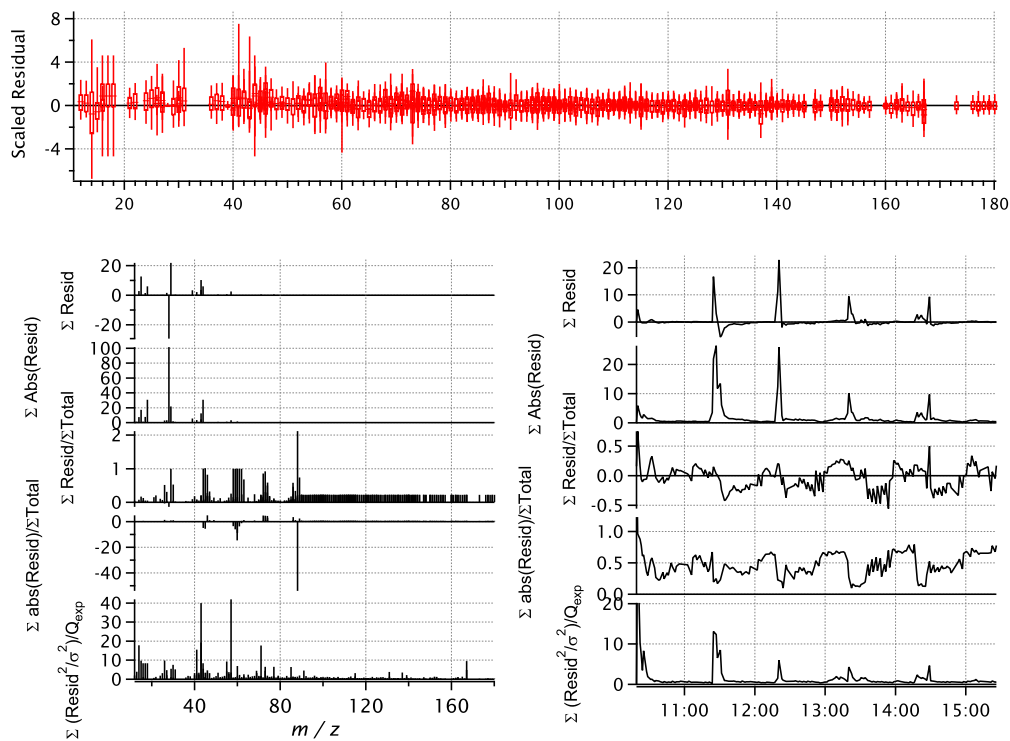 Scaled Residual
8
4
0
-4
20 40 60 80 100 120 140 160 180
Σ Resid
20
0
-20
Σ Abs(Resid)
100
80
60
40
20
0
Σ Resid/ΣTotal
2
1
0
Σ abs(Resid)/ΣTotal
0
-20
-40
Σ (Resid²/σ²)/Qexp
40
30
20
10
0
40 80 120 160
m / z
Σ Resid
20
10
0
Σ Abs(Resid)
20
10
0
Σ Resid/ΣTotal
0.5
0.0
-0.5
Σ abs(Resid)/ΣTotal
1.0
0.5
0.0
Σ (Resid²/σ²)/Qexp
20
10
0
11:00 12:00 13:00 14:00 15:00